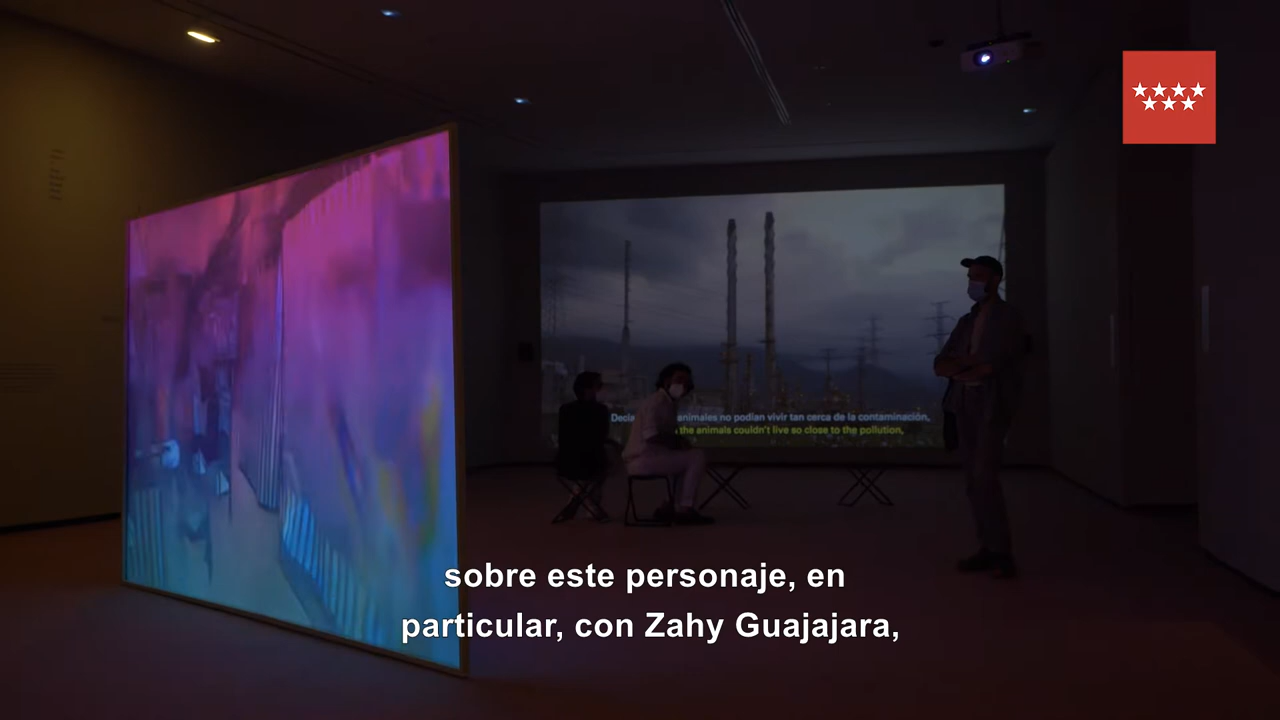 Decía
animales no podían vivir tan cerca de la contaminación,
the animals couldn't live so close to the pollution,
sobre este personaje, en
particular, con Zahy Guajajara,